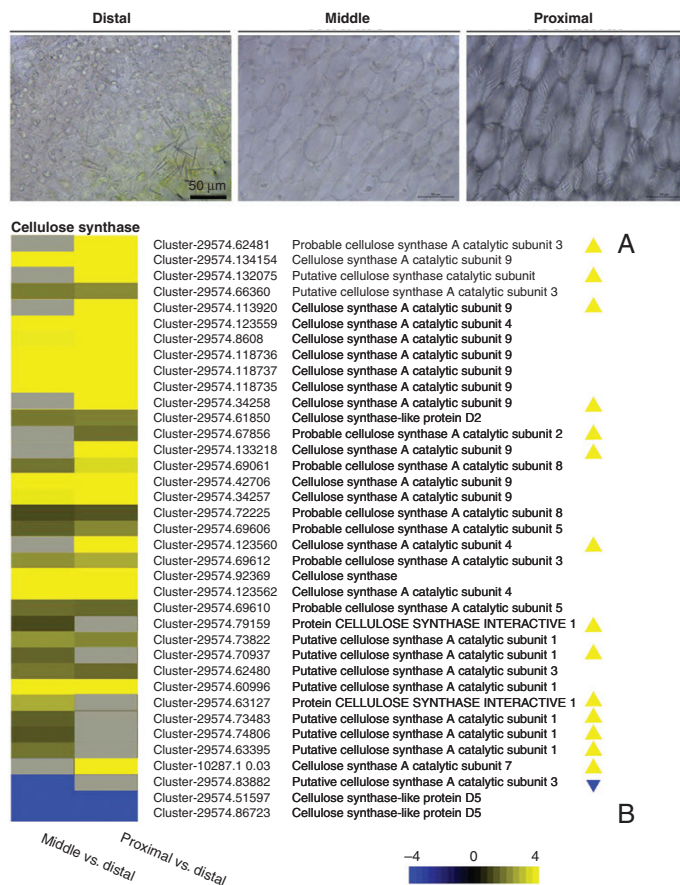 Distal Middle Proximal
50 µm
Cellulose synthase
A
Cluster-29574.62481 Probable cellulose synthase A catalytic subunit 3
Cluster-29574.134154 Cellulose synthase A catalytic subunit 9
Cluster-29574.132075 Putative cellulose synthase catalytic subunit
Cluster-29574.66360 Putative cellulose synthase A catalytic subunit 3
Cluster-29574.113920 Cellulose synthase A catalytic subunit 9
Cluster-29574.123559 Cellulose synthase A catalytic subunit 4
Cluster-29574.8608 Cellulose synthase A catalytic subunit 9
Cluster-29574.118736 Cellulose synthase A catalytic subunit 9
Cluster-29574.118737 Cellulose synthase A catalytic subunit 9
Cluster-29574.118735 Cellulose synthase A catalytic subunit 9
Cluster-29574.34258 Cellulose synthase A catalytic subunit 9
Cluster-29574.61850 Cellulose synthase-like protein D2
Cluster-29574.67856 Probable cellulose synthase A catalytic subunit 2
Cluster-29574.133218 Cellulose synthase A catalytic subunit 9
Cluster-29574.69061 Probable cellulose synthase A catalytic subunit 8
Cluster-29574.42706 Cellulose synthase A catalytic subunit 9
Cluster-29574.34257 Cellulose synthase A catalytic subunit 9
Cluster-29574.72225 Probable cellulose synthase A catalytic subunit 8
Cluster-29574.69606 Probable cellulose synthase A catalytic subunit 5
Cluster-29574.123560 Cellulose synthase A catalytic subunit 4
Cluster-29574.69612 Probable cellulose synthase A catalytic subunit 3
Cluster-29574.92369 Cellulose synthase
Cluster-29574.123562 Cellulose synthase A catalytic subunit 4
Cluster-29574.69610 Probable cellulose synthase A catalytic subunit 5
Cluster-29574.79159 Protein CELLULOSE SYNTHASE INTERACTIVE 1
Cluster-29574.73822 Putative cellulose synthase A catalytic subunit 1
Cluster-29574.70937 Putative cellulose synthase A catalytic subunit 1
Cluster-29574.62480 Putative cellulose synthase A catalytic subunit 3
Cluster-29574.60996 Putative cellulose synthase A catalytic subunit 1
Cluster-29574.63127 Protein CELLULOSE SYNTHASE INTERACTIVE 1
Cluster-29574.73483 Putative cellulose synthase A catalytic subunit 1
Cluster-29574.74806 Putative cellulose synthase A catalytic subunit 1
Cluster-29574.63395 Putative cellulose synthase A catalytic subunit 1
Cluster-10287.1 0.03 Cellulose synthase A catalytic subunit 7
Cluster-29574.83882 Putative cellulose synthase A catalytic subunit 3
Cluster-29574.51597 Cellulose synthase-like protein D5
Cluster-29574.86723 Cellulose synthase-like protein D5
B
Middle vs. distal
Proximal vs. distal
−4 0 4